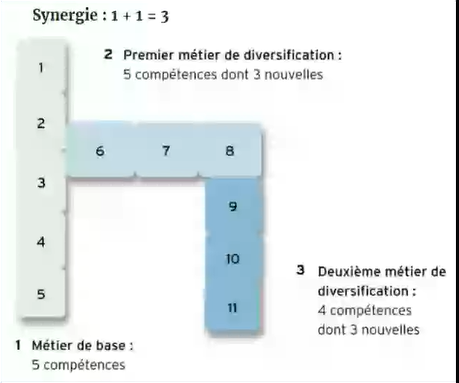 Synergie : 1 + 1 = 3
1
2 Premier métier de diversification :
5 compétences dont 3 nouvelles
2
6 7 8
3
9
4
10
5
11
3 Deuxième métier de
diversification :
4 compétences
dont 3 nouvelles
1 Métier de base :
5 compétences